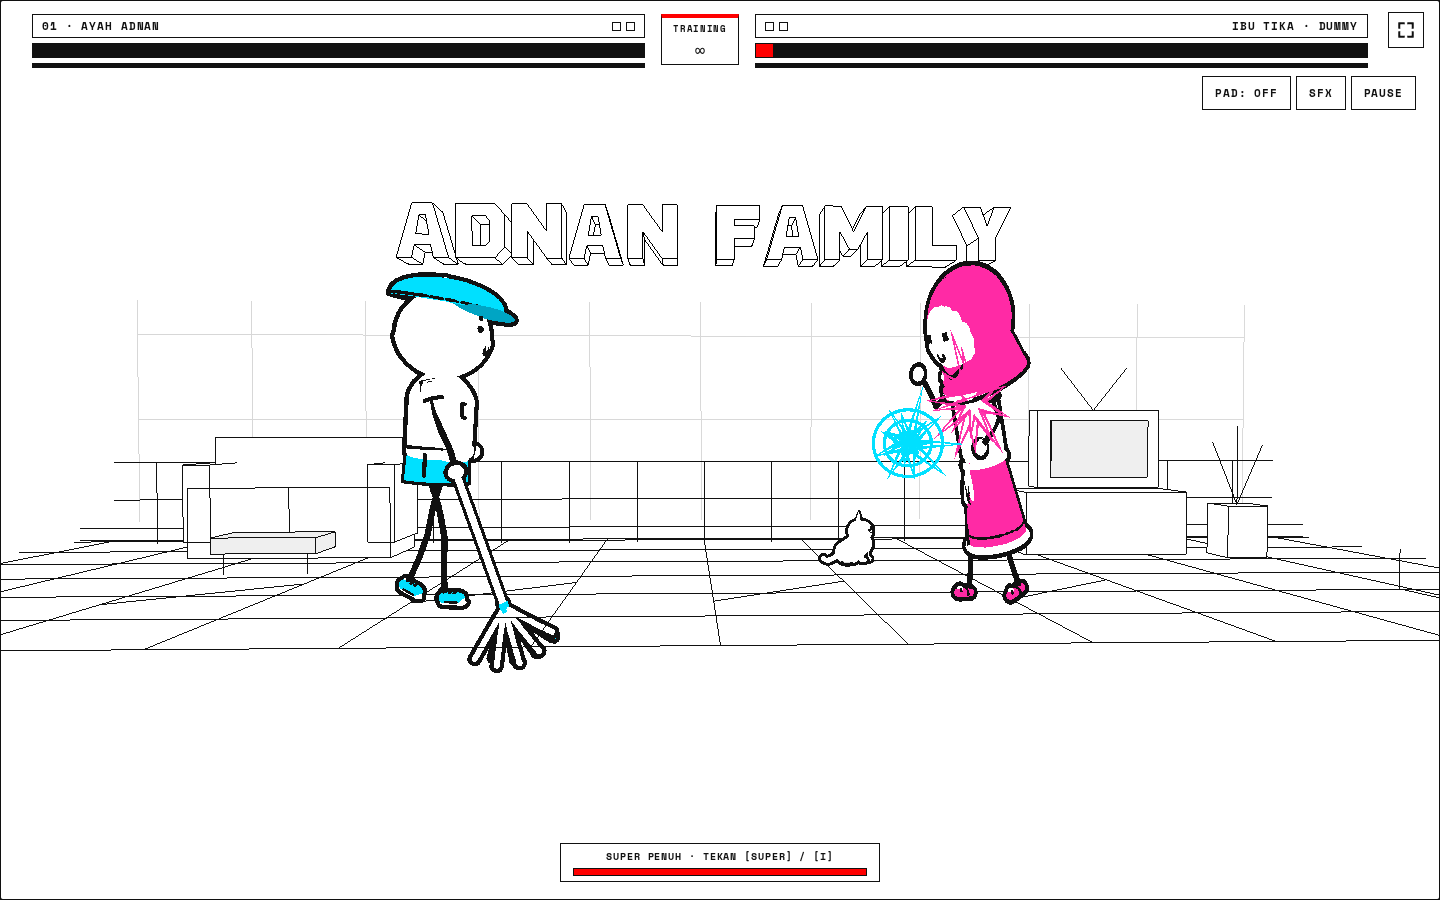 01 · AYAH ADNAN
TRAINING
∞
IBU TIKA · DUMMY
PAD: OFF
SFX
PAUSE
ADNAN FAMILY
SUPER PENUH · TEKAN [SUPER] / [I]